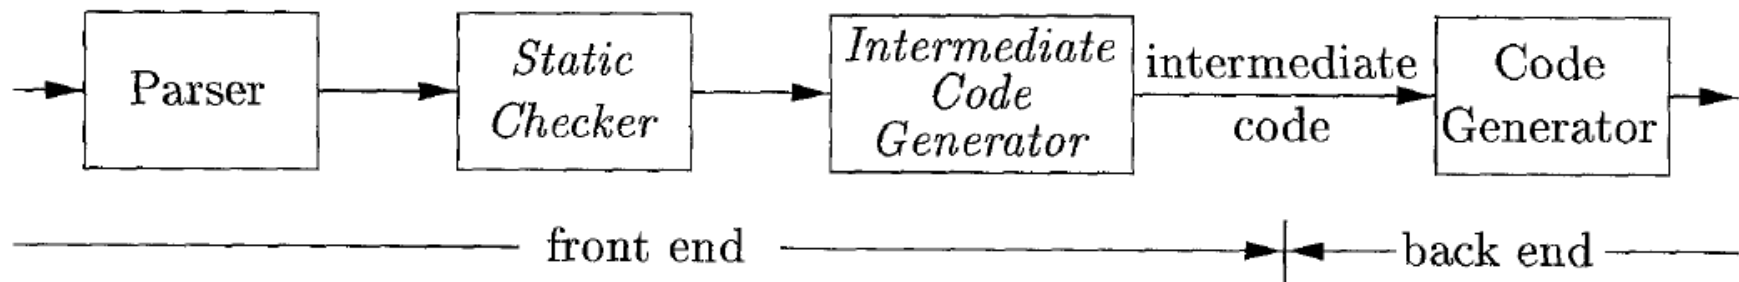 Parser
Static
Checker
Intermediate
Code
Generator
intermediate
code
Code
Generator
front end
back end